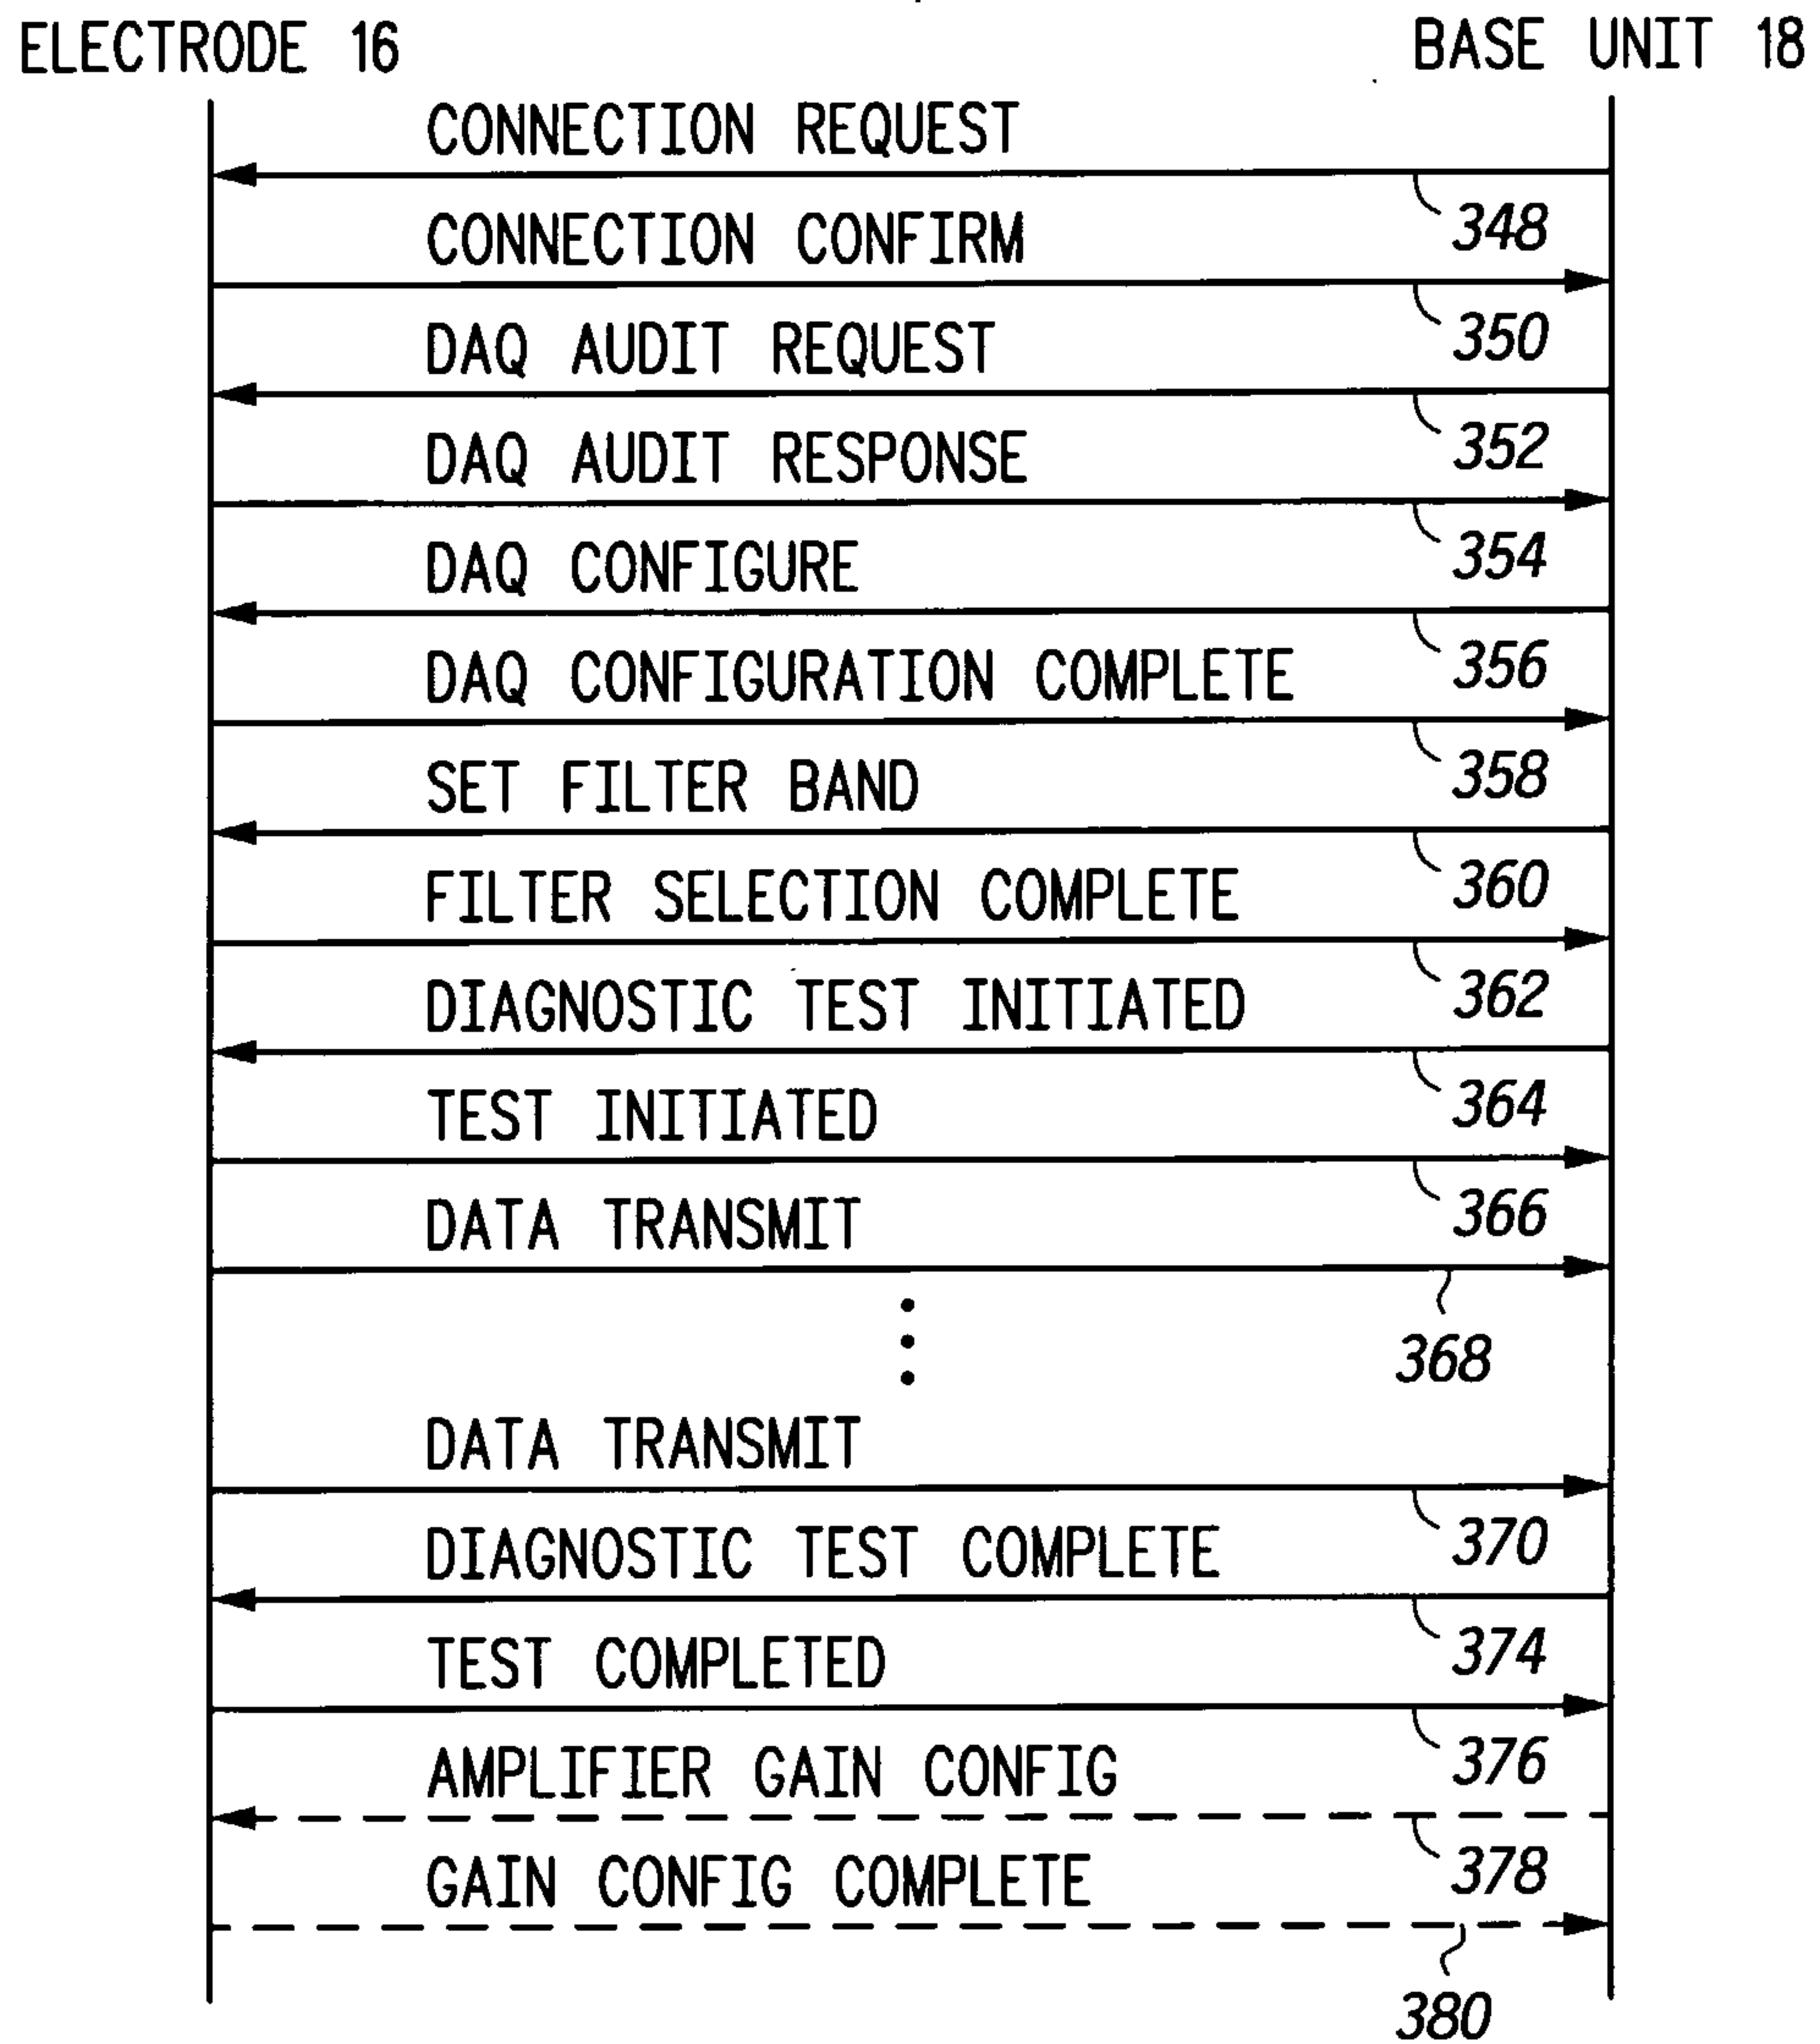 ELECTRODE 16 BASE UNIT 18
CONNECTION REQUEST
348
CONNECTION CONFIRM
350
DAQ AUDIT REQUEST
352
DAQ AUDIT RESPONSE
354
DAQ CONFIGURE
356
DAQ CONFIGURATION COMPLETE
358
SET FILTER BAND
360
FILTER SELECTION COMPLETE
362
DIAGNOSTIC TEST INITIATED
364
TEST INITIATED
366
DATA TRANSMIT
368
DATA TRANSMIT
370
DIAGNOSTIC TEST COMPLETE
374
TEST COMPLETED
376
AMPLIFIER GAIN CONFIG
378
GAIN CONFIG COMPLETE
380